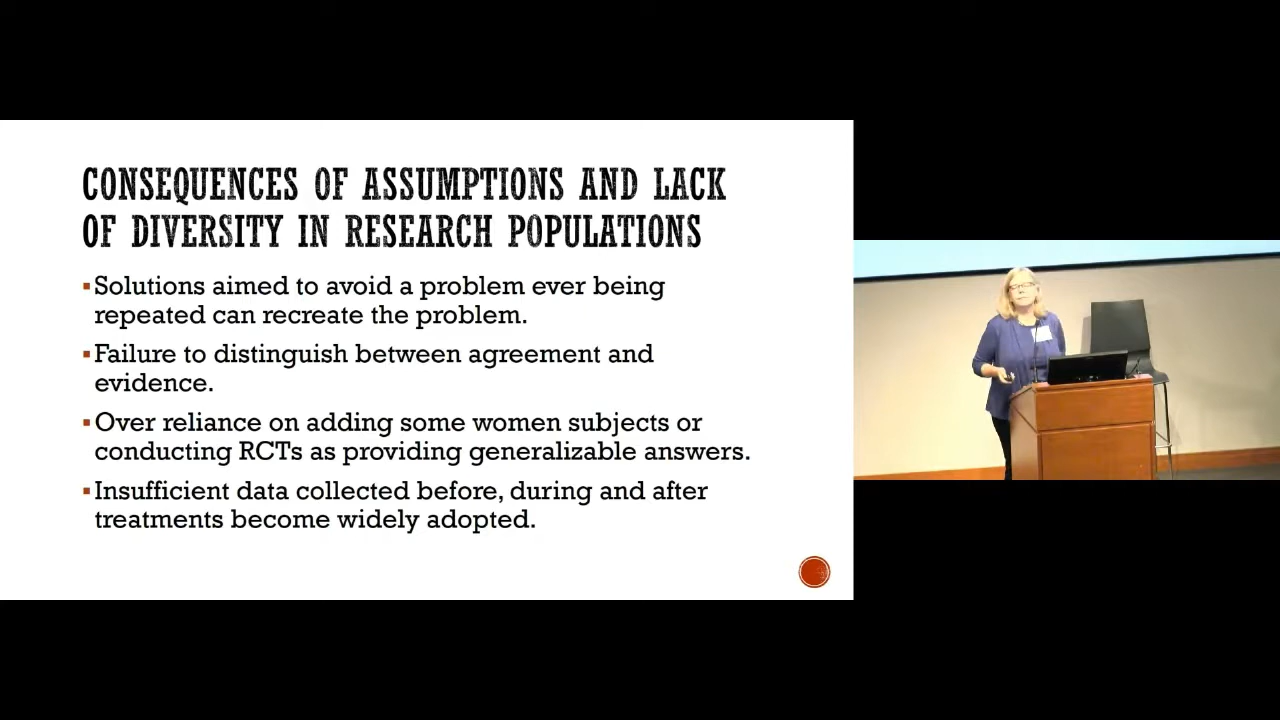 CONSEQUENCES OF ASSUMPTIONS AND LACK
OF DIVERSITY IN RESEARCH POPULATIONS
▪Solutions aimed to avoid a problem ever being
repeated can recreate the problem.
▪Failure to distinguish between agreement and
evidence.
▪Over reliance on adding some women subjects or
conducting RCTs as providing generalizable answers.
▪Insufficient data collected before, during and after
treatments become widely adopted.